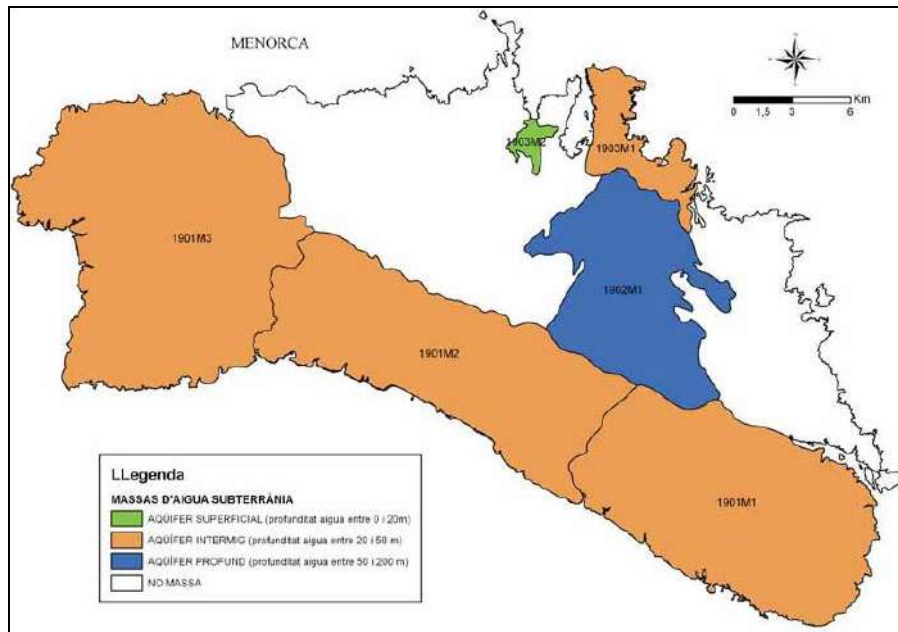 MENORCA
0 1,5 3 6 Km
1903M2
1903M1
1901M3
1902M1
1901M2
1901M1
LLegenda
MASSAS D'AIGUA SUBTERRÀNIA
AQÜÍFER SUPERFICIAL (profunditat aigua entre 0 i 20m)
AQÜÍFER INTERMIG (profunditat aigua entre 20 i 50 m)
AQÜÍFER PROFUND (profunditat aigua entre 50 i 200 m)
NO MASSA